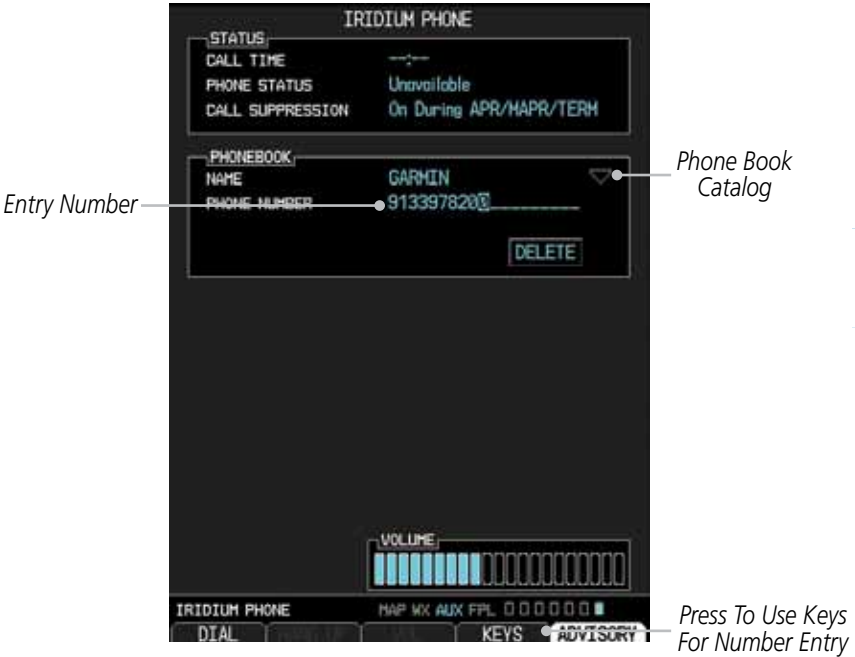 IRIDIUM PHONE
STATUS
CALL TIME --:--
PHONE STATUS Unavailable
CALL SUPPRESSION On During APR/MAPR/TERM
PHONEBOOK
NAME GARMIN
Phone Book
Catalog
Entry Number
PHONE NUMBER 9133978200__________
DELETE
VOLUME
IRIDIUM PHONE MAP WX AUX FPL
DIAL KEYS ADVISORY
Press To Use Keys
For Number Entry